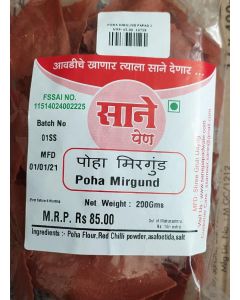 आवडीचे खाणार त्याला साने देणार ...
FSSAI NO.
11514024002225
Batch No
01SS
MFD
01/01/21
साने
पेण
पोहा मिरगुंड
Poha Mirgund
Net Weight : 200Gms
M.R.P. Rs 85.00
Ingredients :- Poha Flour,Red Chilli powder, asafoetida,salt